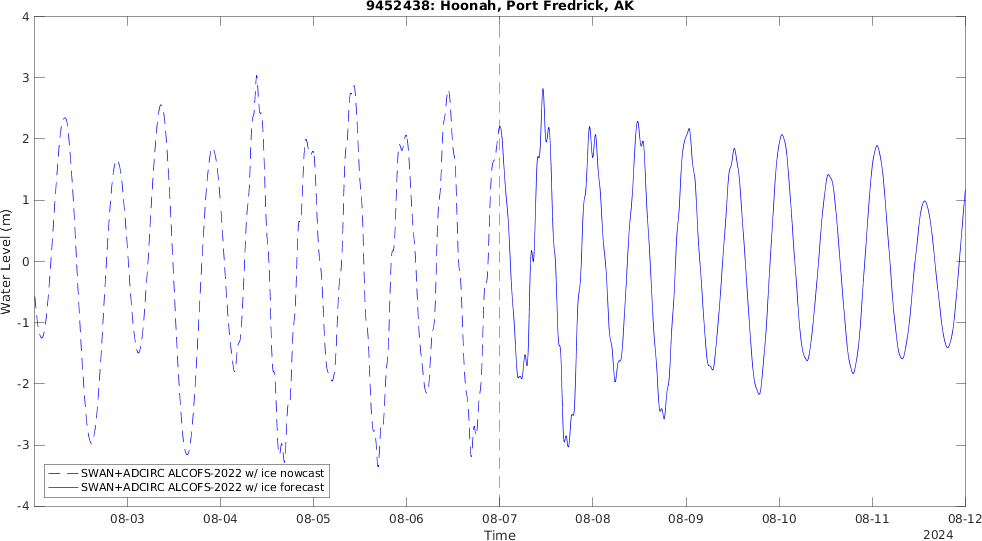 9452438: Hoonah, Port Fredrick, AK
4
3
2
1
0
-1
-2
-3
-4
Water Level (m)
SWAN+ADCIRC ALCOFS-2022 w/ ice nowcast
SWAN+ADCIRC ALCOFS-2022 w/ ice forecast
08-03 08-04 08-05 08-06 08-07 08-08 08-09 08-10 08-11 08-12
Time
2024